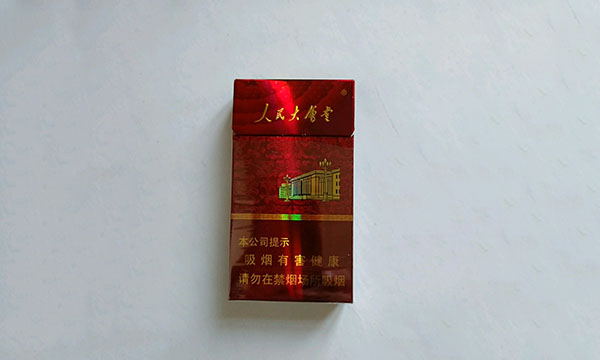 人民大會堂
本公司提示
吸烟有害健康
请勿在禁烟场所吸烟